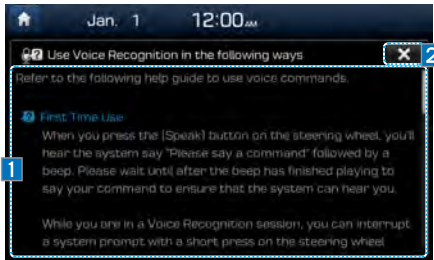 Jan. 1 12:00AM
Use Voice Recognition in the following ways
2
Refer to the following help guide to use voice commands.
First Time Use
When you press the [Speak] button on the steering wheel, you'll
hear the system say "Please say a command" followed by a
1
beep. Please wait until after the beep has finished playing to
say your command to ensure that the system can hear you.
While you are in a Voice Recognition session, you can interrupt
a system prompt with a short press on the steering wheel